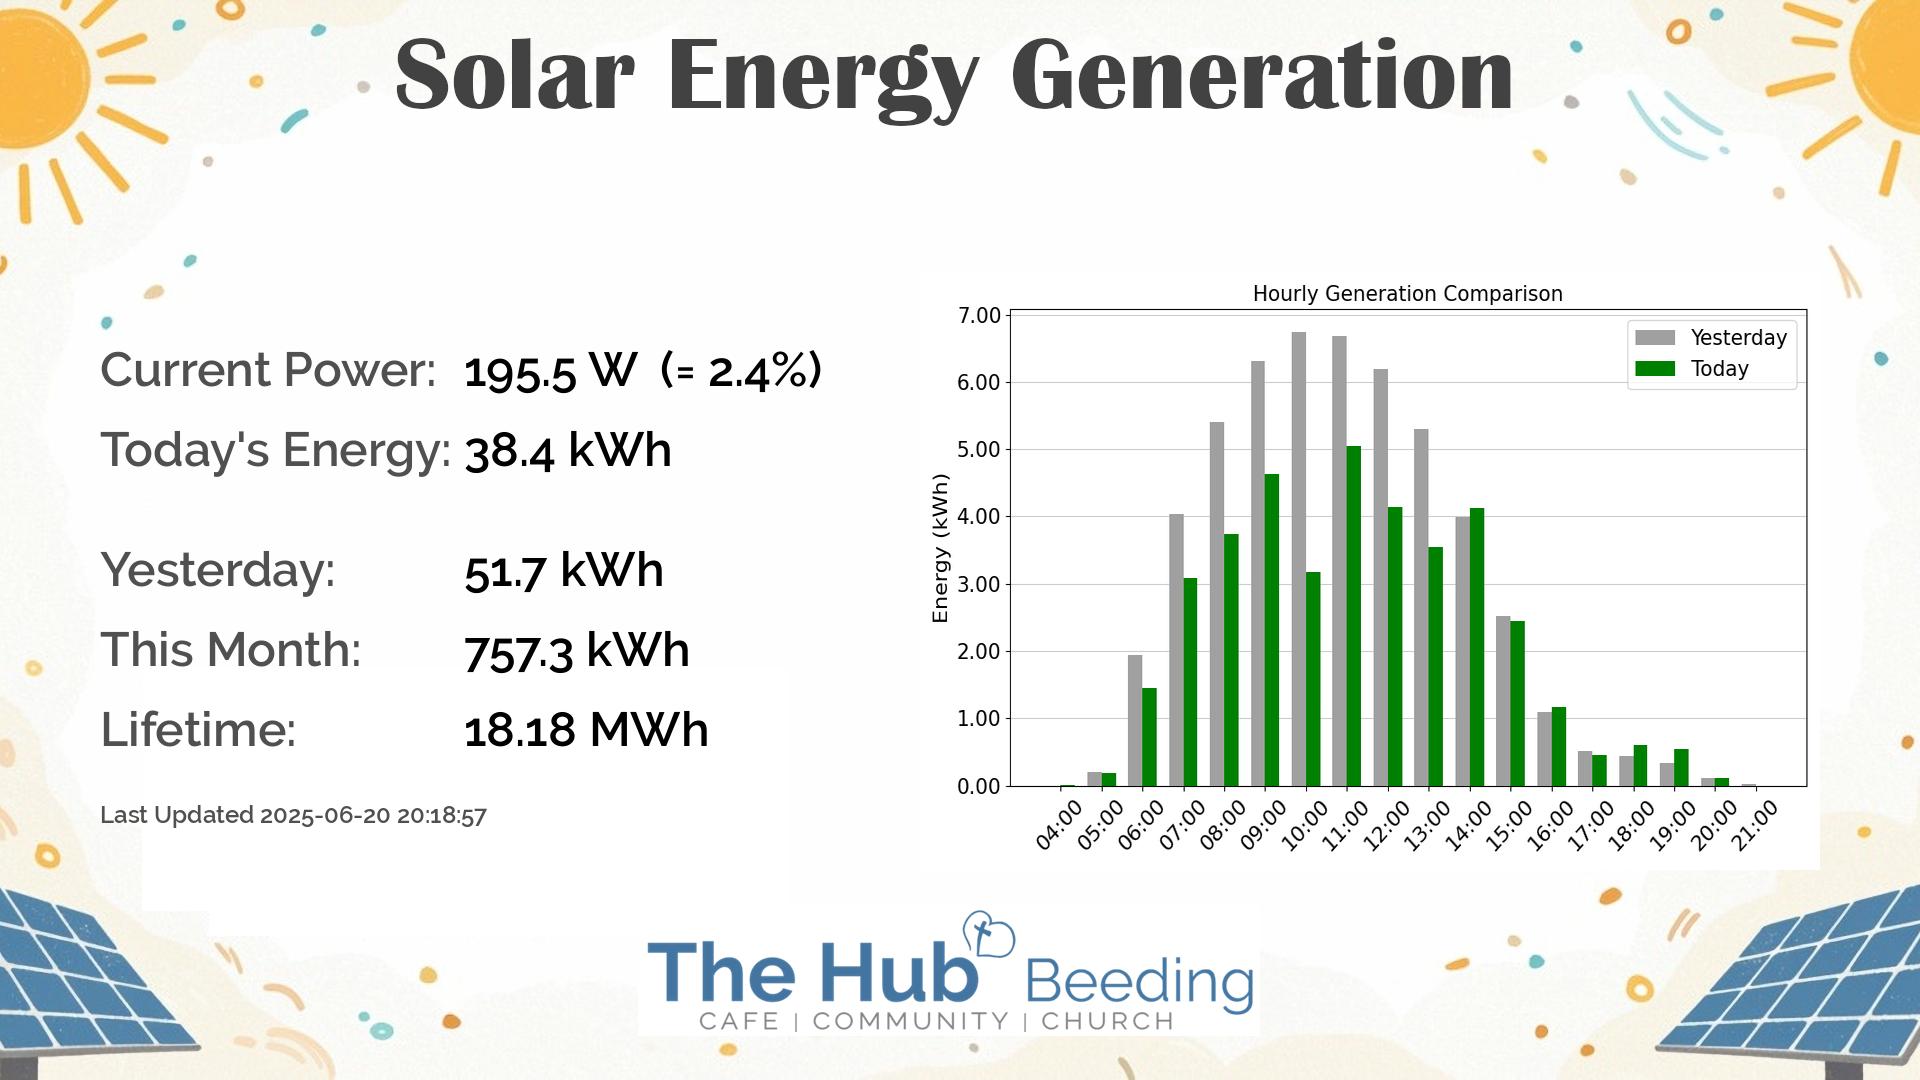 Solar Energy Generation
Current Power: 195.5 W (= 2.4%)
Today's Energy: 38.4 kWh
Yesterday: 51.7 kWh
This Month: 757.3 kWh
Lifetime: 18.18 MWh
Last Updated 2025-06-20 20:18:57
Hourly Generation Comparison
Yesterday
Today
Energy (kWh)
7.00
6.00
5.00
4.00
3.00
2.00
1.00
0.00
04:00 05:00 06:00 07:00 08:00 09:00 10:00 11:00 12:00 13:00 14:00 15:00 16:00 17:00 18:00 19:00 20:00 21:00
The Hub Beeding
CAFE | COMMUNITY | CHURCH